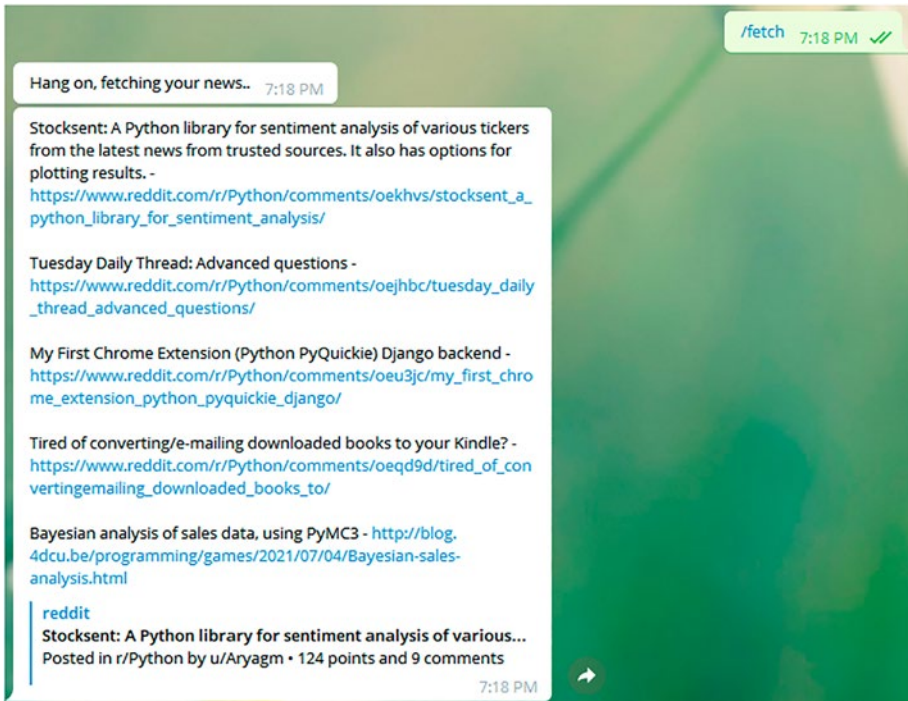 /fetch 7:18 PM
Hang on, fetching your news.. 7:18 PM
Stocksent: A Python library for sentiment analysis of various tickers
from the latest news from trusted sources. It also has options for
plotting results. -
https://www.reddit.com/r/Python/comments/oekhvs/stocksent_a_
python_library_for_sentiment_analysis/
Tuesday Daily Thread: Advanced questions -
https://www.reddit.com/r/Python/comments/oejhbc/tuesday_daily
_thread_advanced_questions/
My First Chrome Extension (Python PyQuickie) Django backend -
https://www.reddit.com/r/Python/comments/oeu3jc/my_first_chro
me_extension_python_pyquickie_django/
Tired of converting/e-mailing downloaded books to your Kindle? -
https://www.reddit.com/r/Python/comments/oeqd9d/tired_of_con
vertingemailing_downloaded_books_to/
Bayesian analysis of sales data, using PyMC3 - http://blog.
4dcu.be/programming/games/2021/07/04/Bayesian-sales-
analysis.html
reddit
Stocksent: A Python library for sentiment analysis of various...
Posted in r/Python by u/Aryagm • 124 points and 9 comments
7:18 PM